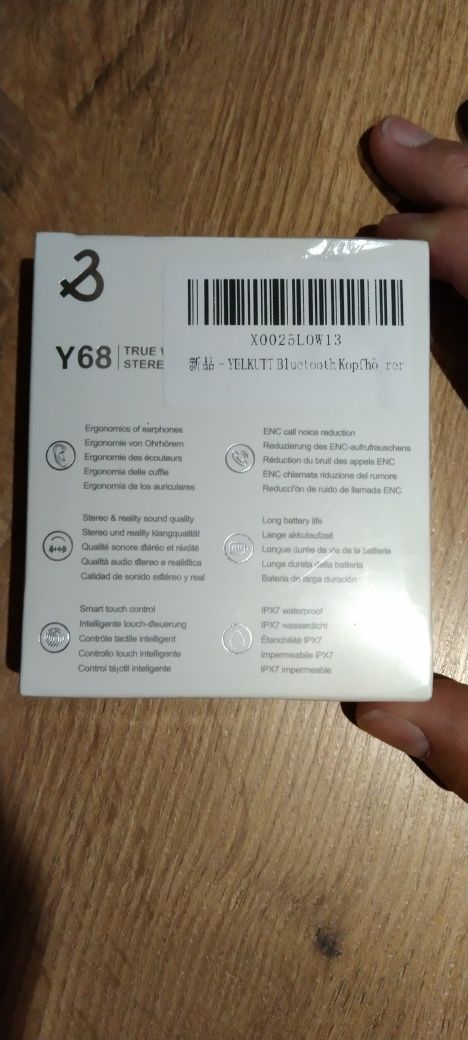 X0025L0W13
新品 - YELKUTT Bluetooth Kopfhö rer
Y68
TRUE
STERE
Ergonomics of earphones
Ergonomie von Ohrhörern
Ergonomie des écouteurs
Ergonomia delle cuffie
Ergonomia de los auriculares
ENC call noice reduction
Reduzierung des ENC-aufrufrauschens
Réduction du bruit des appels ENC
ENC chiamata riduzione del rumore
Reducción de ruido de llamada ENC
Stereo & reality sound quality
Stereo und reality klangqualität
Qualité sonore stéréo et réalité
Qualità audio stereo e realistica
Calidad de sonido estéreo y real
Long battery life
Lange akkulaufzeit
Longue durée de vie de la batterie
Lunga durata della batteria
Batería de larga duración
Smart touch control
Intelligente touch-steuerung
Contrôle tactile intelligent
Controllo touch intelligente
Control táctil inteligente
IPX7 waterproof
IPX7 wasserdicht
Étanchéité IPX7
Impermeabile IPX7
IPX7 impermeable